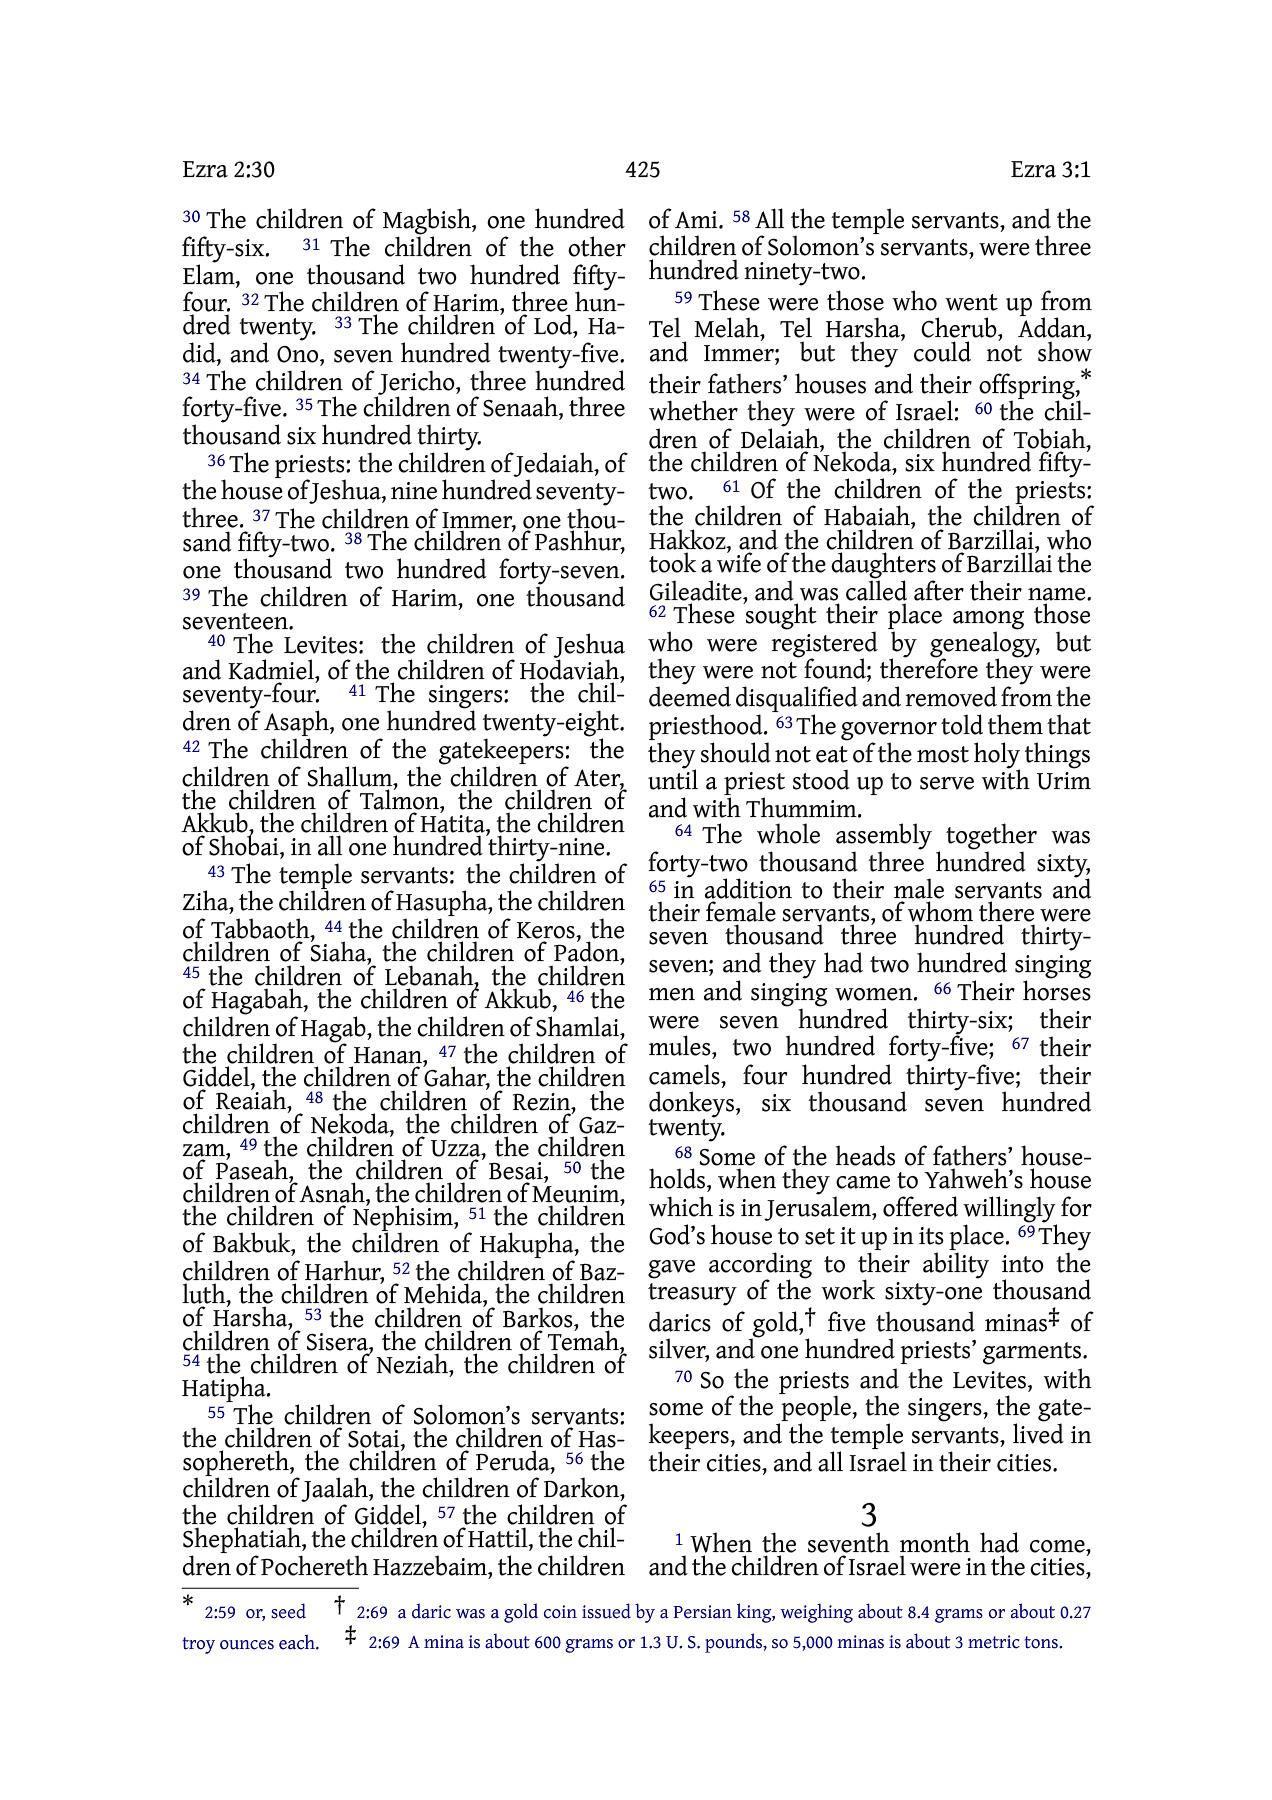 Ezra 2:30 425 Ezra 3:1
30 The children of Magbish, one hundred
fifty-six. 31 The children of the other
Elam, one thousand two hundred fifty-
four. 32 The children of Harim, three hun-
dred twenty. 33 The children of Lod, Ha-
did, and Ono, seven hundred twenty-five.
34 The children of Jericho, three hundred
forty-five. 35 The children of Senaah, three
thousand six hundred thirty.
36 The priests: the children of Jedaiah, of
the house of Jeshua, nine hundred seventy-
three. 37 The children of Immer, one thou-
sand fifty-two. 38 The children of Pashhur,
one thousand two hundred forty-seven.
39 The children of Harim, one thousand
seventeen.
40 The Levites: the children of Jeshua
and Kadmiel, of the children of Hodaviah,
seventy-four. 41 The singers: the chil-
dren of Asaph, one hundred twenty-eight.
42 The children of the gatekeepers: the
children of Shallum, the children of Ater,
the children of Talmon, the children of
Akkub, the children of Hatita, the children
of Shobai, in all one hundred thirty-nine.
43 The temple servants: the children of
Ziha, the children of Hasupha, the children
of Tabbaoth, 44 the children of Keros, the
children of Siaha, the children of Padon,
45 the children of Lebanah, the children
of Hagabah, the children of Akkub, 46 the
children of Hagab, the children of Shamlai,
the children of Hanan, 47 the children of
Giddel, the children of Gahar, the children
of Reaiah, 48 the children of Rezin, the
children of Nekoda, the children of Gaz-
zam, 49 the children of Uzza, the children
of Paseah, the children of Besai, 50 the
children of Asnah, the children of Meunim,
the children of Nephisim, 51 the children
of Bakbuk, the children of Hakupha, the
children of Harhur, 52 the children of Baz-
luth, the children of Mehida, the children
of Harsha, 53 the children of Barkos, the
children of Sisera, the children of Temah,
54 the children of Neziah, the children of
Hatipha.
55 The children of Solomon’s servants:
the children of Sotai, the children of Has-
sophereth, the children of Peruda, 56 the
children of Jaalah, the children of Darkon,
the children of Giddel, 57 the children of
Shephatiah, the children of Hattil, the chil-
dren of Pochereth Hazzebaim, the children
of Ami. 58 All the temple servants, and the
children of Solomon’s servants, were three
hundred ninety-two.
59 These were those who went up from
Tel Melah, Tel Harsha, Cherub, Addan,
and Immer; but they could not show
their fathers’ houses and their offspring,*
whether they were of Israel: 60 the chil-
dren of Delaiah, the children of Tobiah,
the children of Nekoda, six hundred fifty-
two. 61 Of the children of the priests:
the children of Habaiah, the children of
Hakkoz, and the children of Barzillai, who
took a wife of the daughters of Barzillai the
Gileadite, and was called after their name.
62 These sought their place among those
who were registered by genealogy, but
they were not found; therefore they were
deemed disqualified and removed from the
priesthood. 63 The governor told them that
they should not eat of the most holy things
until a priest stood up to serve with Urim
and with Thummim.
64 The whole assembly together was
forty-two thousand three hundred sixty,
65 in addition to their male servants and
their female servants, of whom there were
seven thousand three hundred thirty-
seven; and they had two hundred singing
men and singing women. 66 Their horses
were seven hundred thirty-six; their
mules, two hundred forty-five; 67 their
camels, four hundred thirty-five; their
donkeys, six thousand seven hundred
twenty.
68 Some of the heads of fathers’ house-
holds, when they came to Yahweh’s house
which is in Jerusalem, offered willingly for
God’s house to set it up in its place. 69 They
gave according to their ability into the
treasury of the work sixty-one thousand
darics of gold,† five thousand minas‡ of
silver, and one hundred priests’ garments.
70 So the priests and the Levites, with
some of the people, the singers, the gate-
keepers, and the temple servants, lived in
their cities, and all Israel in their cities.
3
1 When the seventh month had come,
and the children of Israel were in the cities,
* 2:59 or, seed † 2:69 a daric was a gold coin issued by a Persian king, weighing about 8.4 grams or about 0.27
troy ounces each. ‡ 2:69 A mina is about 600 grams or 1.3 U. S. pounds, so 5,000 minas is about 3 metric tons.